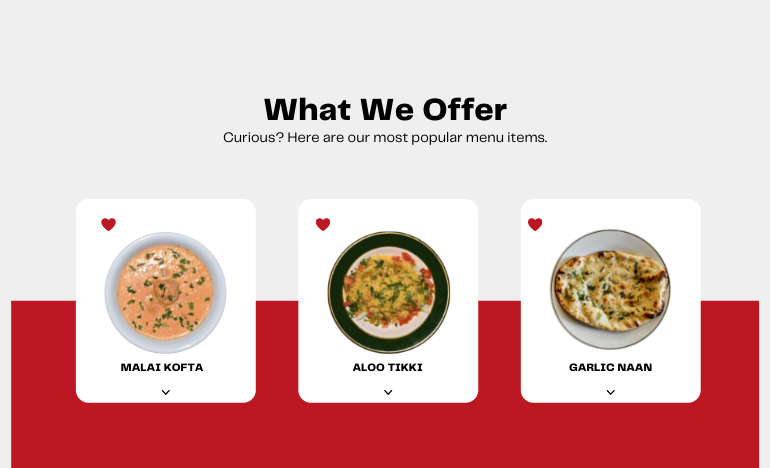 What We Offer
Curious? Here are our most popular menu items.
MALAI KOFTA
ALOO TIKKI
GARLIC NAAN